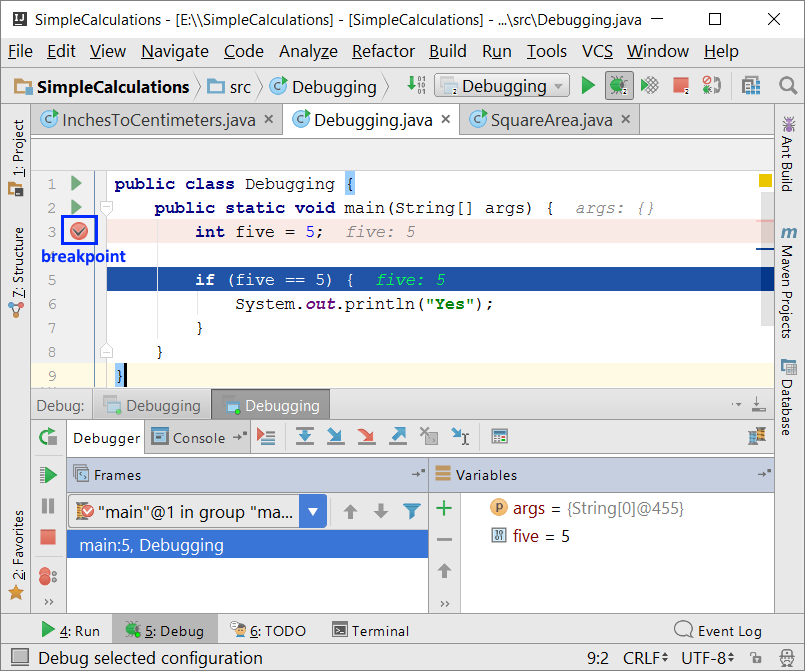 SimpleCalculations - [E:\\SimpleCalculations] - [SimpleCalculations] - ...\src\Debugging.java
File Edit View Navigate Code Analyze Refactor Build Run Tools VCS Window Help
SimpleCalculations src Debugging Debugging
InchesToCentimeters.java Debugging.java SquareArea.java
1 public class Debugging {
2 public static void main(String[] args) { args: {}
3 int five = 5; five: 5
breakpoint
5 if (five == 5) { five: 5
6 System.out.println("Yes");
7 }
8 }
9 }
1: Project
7: Structure
2: Favorites
Ant Build
Maven Projects
Database
Debug: Debugging Debugging
Debugger Console
Frames Variables
"main"@1 in group "ma...
main:5, Debugging
args = {String[0]@455}
five = 5
4: Run 5: Debug 6: TODO Terminal Event Log
Debug selected configuration 9:2 CRLF UTF-8